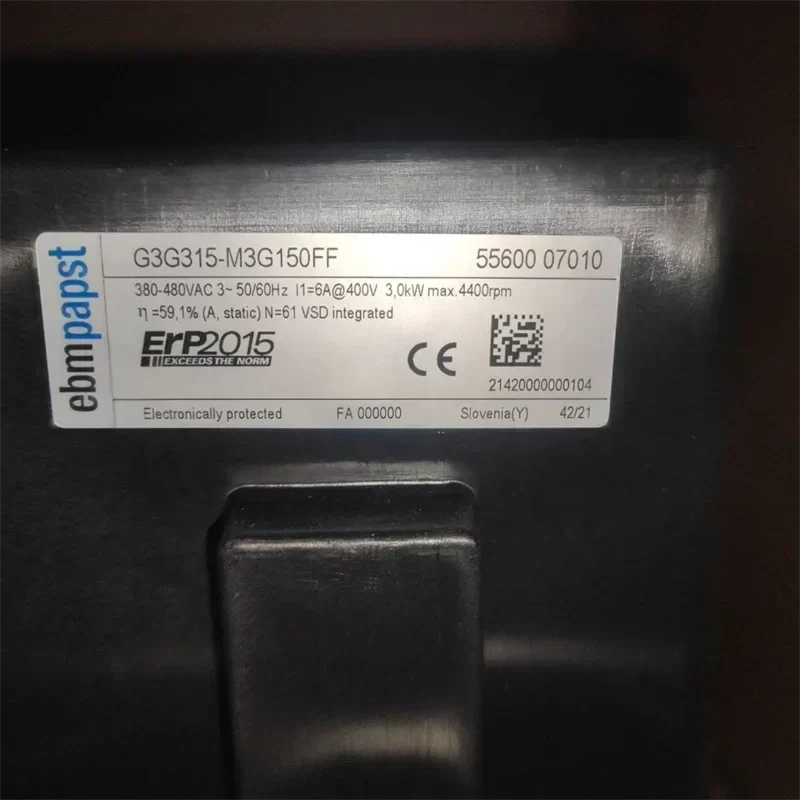 ebmpapst
G3G315-M3G150FF 55600 07010
380-480VAC 3~ 50/60Hz I1=6A@400V 3,0kW max.4400rpm
η =59,1% (A, static) N=61 VSD integrated
ErP2015
EXCEEDS THE NORM
CE
21420000000104
Electronically protected FA 000000 Slovenia(Y) 42/21